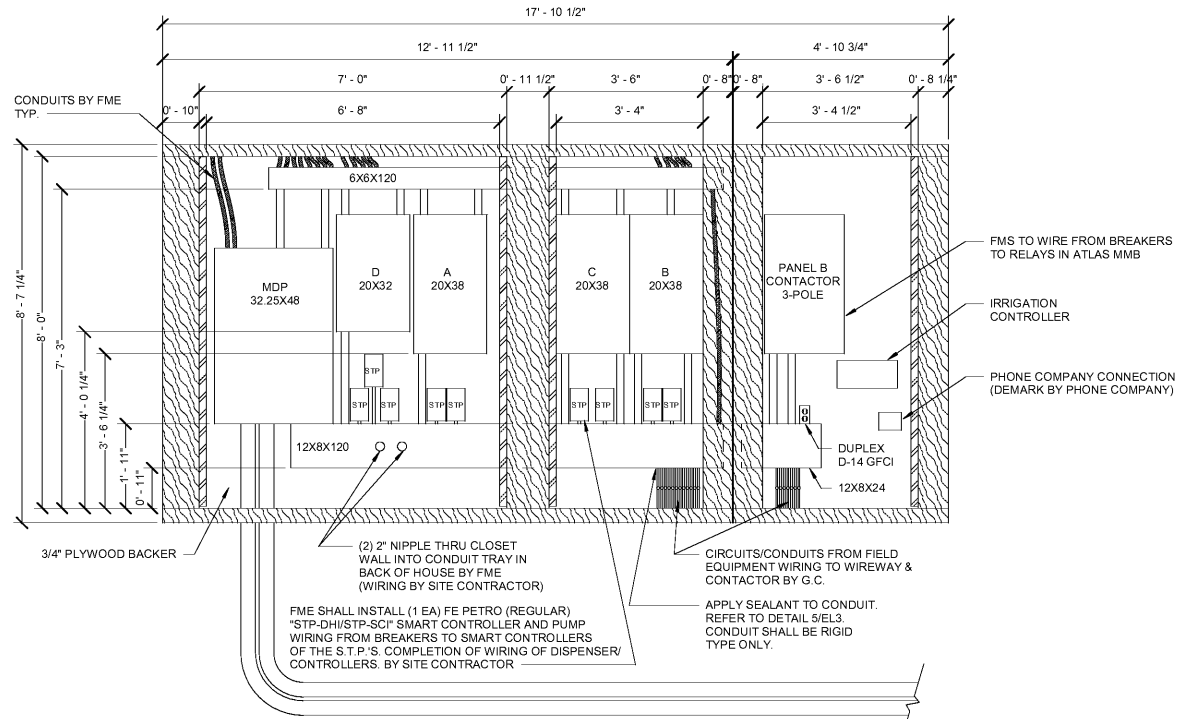 17' - 10 1/2"
12' - 11 1/2"
4' - 10 3/4"
7' - 0"
0' - 11 1/2"
3' - 6"
0' - 8"
0' - 8"
3' - 6 1/2"
0' - 8 1/4"
CONDUITS BY FME
TYP.
0' - 10"
6' - 8"
3' - 4"
3' - 4 1/2"
8' - 7 1/4"
8' - 0"
7' - 3"
4' - 0 1/4"
3' - 6 1/4"
1' - 11"
0' - 11"
6X6X120
MDP
32.25X48
D
20X32
A
20X38
C
20X38
B
20X38
PANEL B
CONTACTOR
3-POLE
FMS TO WIRE FROM BREAKERS
TO RELAYS IN ATLAS MMB
IRRIGATION
CONTROLLER
PHONE COMPANY CONNECTION
(DEMARK BY PHONE COMPANY)
STP
STP
STP
STP
STP
STP
STP
STP
STP
12X8X120
DUPLEX
D-14 GFCI
12X8X24
3/4" PLYWOOD BACKER
(2) 2" NIPPLE THRU CLOSET
WALL INTO CONDUIT TRAY IN
BACK OF HOUSE BY FME
(WIRING BY SITE CONTRACTOR)
CIRCUITS/CONDUITS FROM FIELD
EQUIPMENT WIRING TO WIREWAY &
CONTACTOR BY G.C.
FME SHALL INSTALL (1 EA) FE PETRO (REGULAR)
"STP-DHI/STP-SCI" SMART CONTROLLER AND PUMP
WIRING FROM BREAKERS TO SMART CONTROLLERS
OF THE S.T.P.'S. COMPLETION OF WIRING OF DISPENSER/
CONTROLLERS. BY SITE CONTRACTOR
APPLY SEALANT TO CONDUIT.
REFER TO DETAIL 5/EL3.
CONDUIT SHALL BE RIGID
TYPE ONLY.